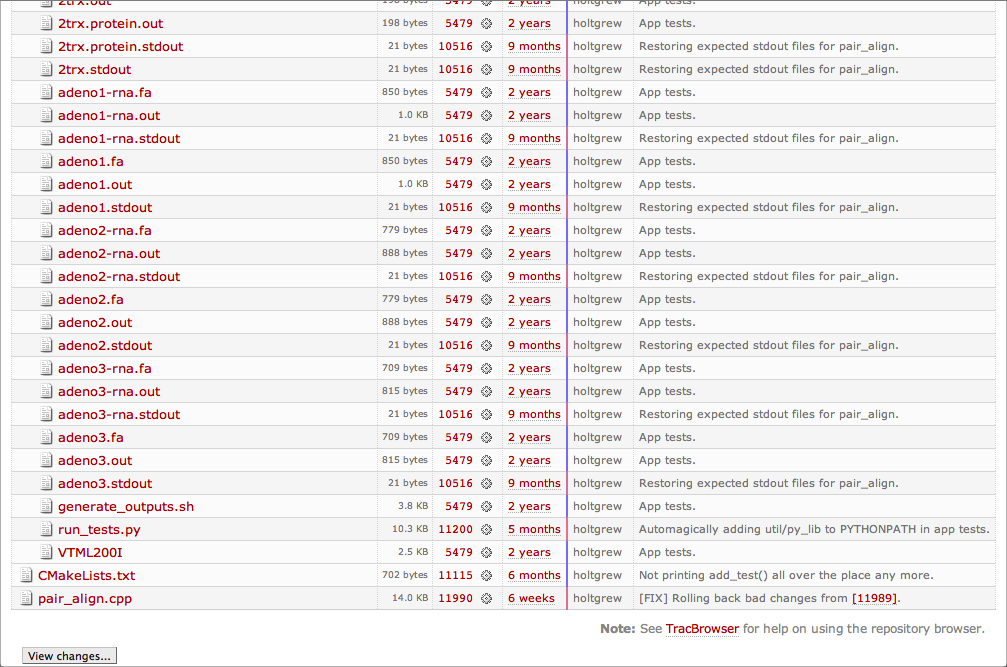 2trx.out 198 bytes 5479 2 years holtgrew App tests.
2trx.protein.out 198 bytes 5479 2 years holtgrew App tests.
2trx.protein.stdout 21 bytes 10516 9 months holtgrew Restoring expected stdout files for pair_align.
2trx.stdout 21 bytes 10516 9 months holtgrew Restoring expected stdout files for pair_align.
adeno1-rna.fa 850 bytes 5479 2 years holtgrew App tests.
adeno1-rna.out 1.0 KB 5479 2 years holtgrew App tests.
adeno1-rna.stdout 21 bytes 10516 9 months holtgrew Restoring expected stdout files for pair_align.
adeno1.fa 850 bytes 5479 2 years holtgrew App tests.
adeno1.out 1.0 KB 5479 2 years holtgrew App tests.
adeno1.stdout 21 bytes 10516 9 months holtgrew Restoring expected stdout files for pair_align.
adeno2-rna.fa 779 bytes 5479 2 years holtgrew App tests.
adeno2-rna.out 888 bytes 5479 2 years holtgrew App tests.
adeno2-rna.stdout 21 bytes 10516 9 months holtgrew Restoring expected stdout files for pair_align.
adeno2.fa 779 bytes 5479 2 years holtgrew App tests.
adeno2.out 888 bytes 5479 2 years holtgrew App tests.
adeno2.stdout 21 bytes 10516 9 months holtgrew Restoring expected stdout files for pair_align.
adeno3-rna.fa 709 bytes 5479 2 years holtgrew App tests.
adeno3-rna.out 815 bytes 5479 2 years holtgrew App tests.
adeno3-rna.stdout 21 bytes 10516 9 months holtgrew Restoring expected stdout files for pair_align.
adeno3.fa 709 bytes 5479 2 years holtgrew App tests.
adeno3.out 815 bytes 5479 2 years holtgrew App tests.
adeno3.stdout 21 bytes 10516 9 months holtgrew Restoring expected stdout files for pair_align.
generate_outputs.sh 3.8 KB 5479 2 years holtgrew App tests.
run_tests.py 10.3 KB 11200 5 months holtgrew Automagically adding util/py_lib to PYTHONPATH in app tests.
VTML200I 2.5 KB 5479 2 years holtgrew App tests.
CMakeLists.txt 702 bytes 11115 6 months holtgrew Not printing add_test() all over the place any more.
pair_align.cpp 14.0 KB 11990 6 weeks holtgrew [FIX] Rolling back bad changes from [11989].
Note: See TracBrowser for help on using the repository browser.
View changes...